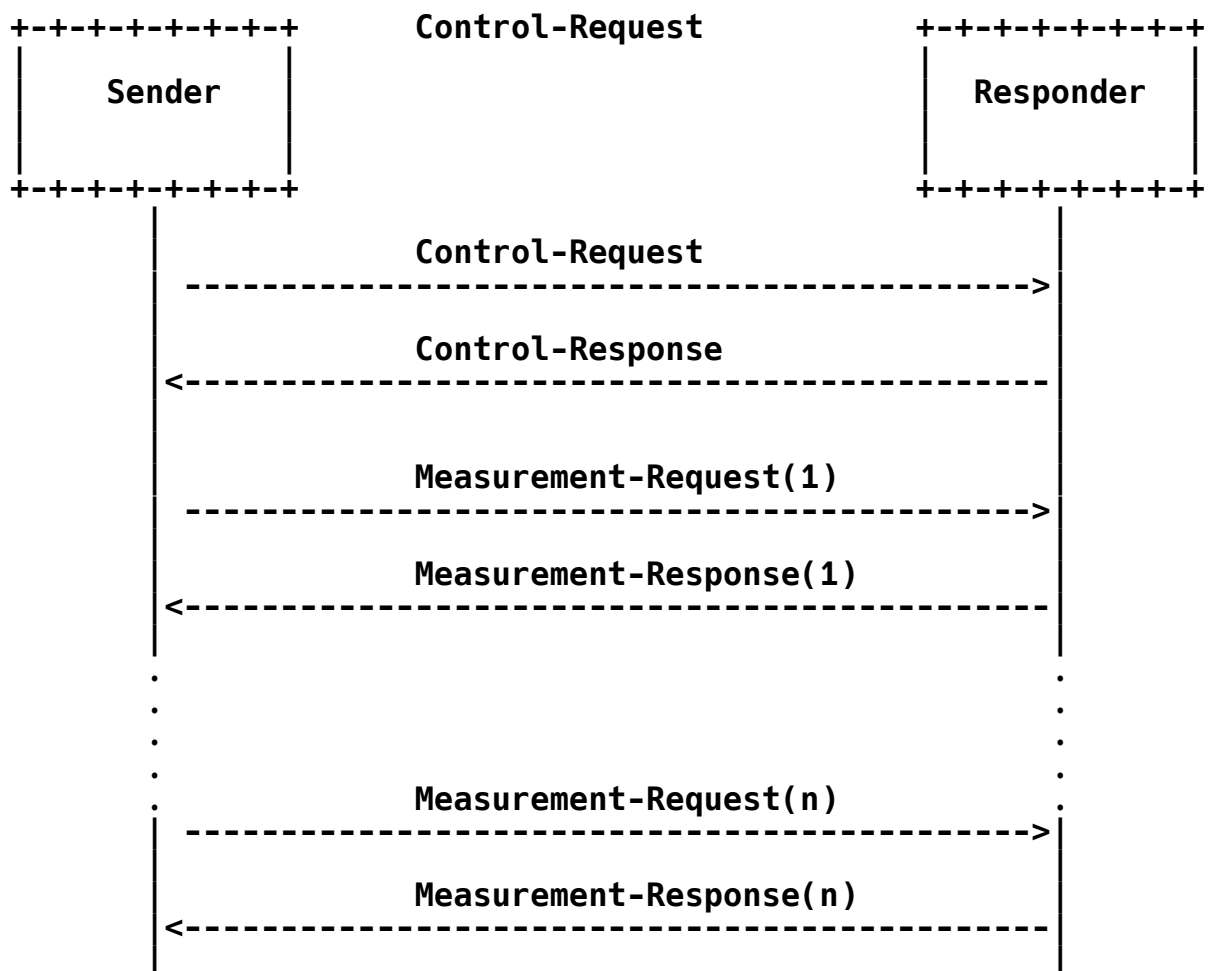 +-+-+-+-+-+-+-+ Control-Request +-+-+-+-+-+-+-+
| Sender | | Responder |
+-+-+-+-+-+-+-+ +-+-+-+-+-+-+-+
Control-Request
-------------------------------------------->
Control-Response
<---------------------------------------------
Measurement-Request(1)
-------------------------------------------->
Measurement-Response(1)
<---------------------------------------------
. .
. .
. .
. .
. Measurement-Request(n) .
-------------------------------------------->
Measurement-Response(n)
<---------------------------------------------